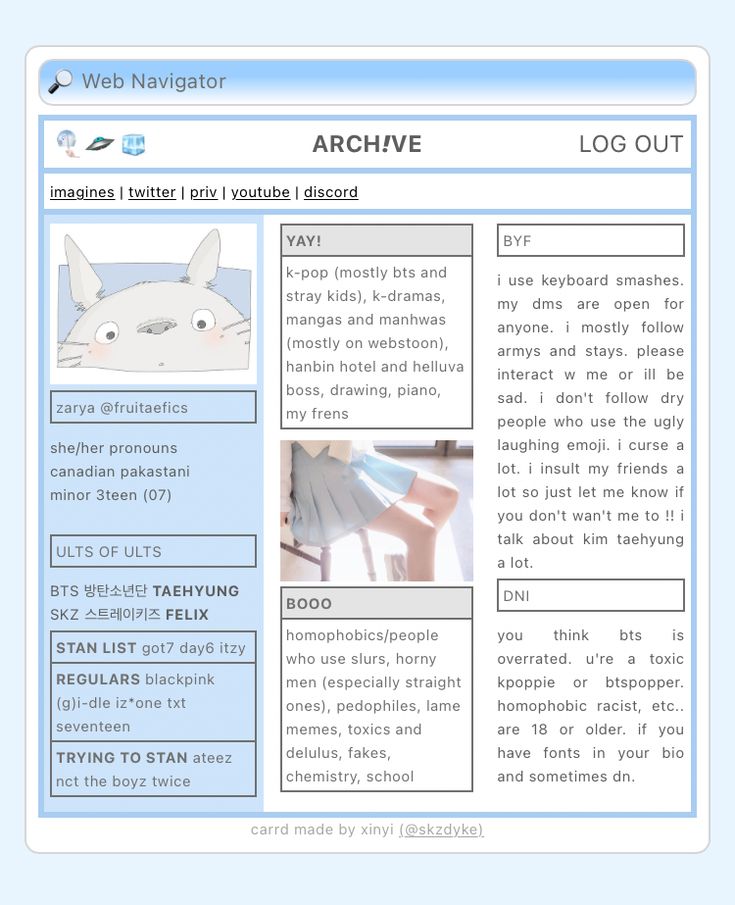 Web Navigator
ARCH!VE
LOG OUT
imagines | twitter | priv | youtube | discord
zarya @fruitaefics
she/her pronouns
canadian pakastani
minor 3teen (07)
ULTS OF ULTS
BTS 방탄소년단 TAEHYUNG
SKZ 스트레이키즈 FELIX
STAN LIST got7 day6 itzy
REGULARS blackpink
(g)i-dle iz*one txt
seventeen
TRYING TO STAN ateez
nct the boyz twice
YAY!
k-pop (mostly bts and
stray kids), k-dramas,
mangas and manhwas
(mostly on webstoon),
hanbin hotel and helluva
boss, drawing, piano,
my frens
BOOO
homophobics/people
who use slurs, horny
men (especially straight
ones), pedophiles, lame
memes, toxics and
delulus, fakes,
chemistry, school
BYF
i use keyboard smashes.
my dms are open for
anyone. i mostly follow
armys and stays. please
interact w me or ill be
sad. i don't follow dry
people who use the ugly
laughing emoji. i curse a
lot. i insult my friends a
lot so just let me know if
you don't wan't me to !! i
talk about kim taehyung
a lot.
DNI
you think bts is
overrated. u're a toxic
kpoppie or btspopper.
homophobic racist, etc..
are 18 or older. if you
have fonts in your bio
and sometimes dn.
carrd made by xinyi (@skzdyke)